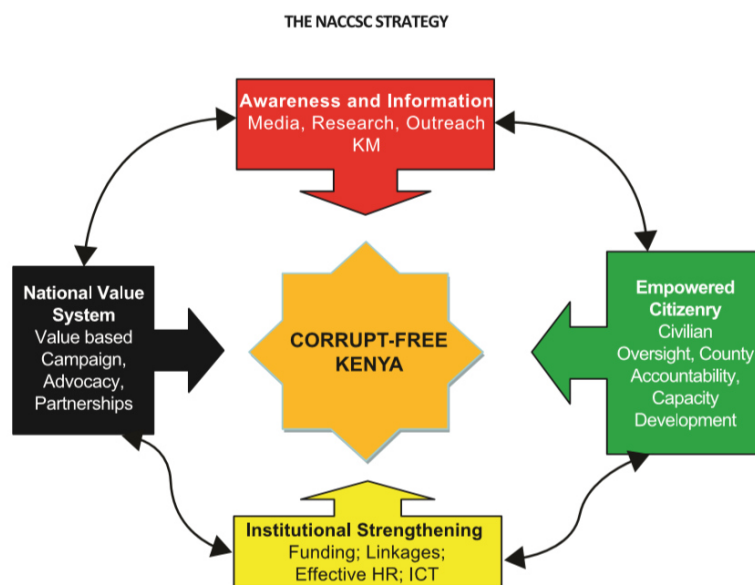 THE NACCSC STRATEGY
Awareness and Information
Media, Research, Outreach
KM
National Value
System
Value based
Campaign,
Advocacy,
Partnerships
CORRUPT-FREE
KENYA
Empowered
Citizenry
Civilian
Oversight, County
Accountability,
Capacity
Development
Institutional Strengthening
Funding; Linkages;
Effective HR; ICT